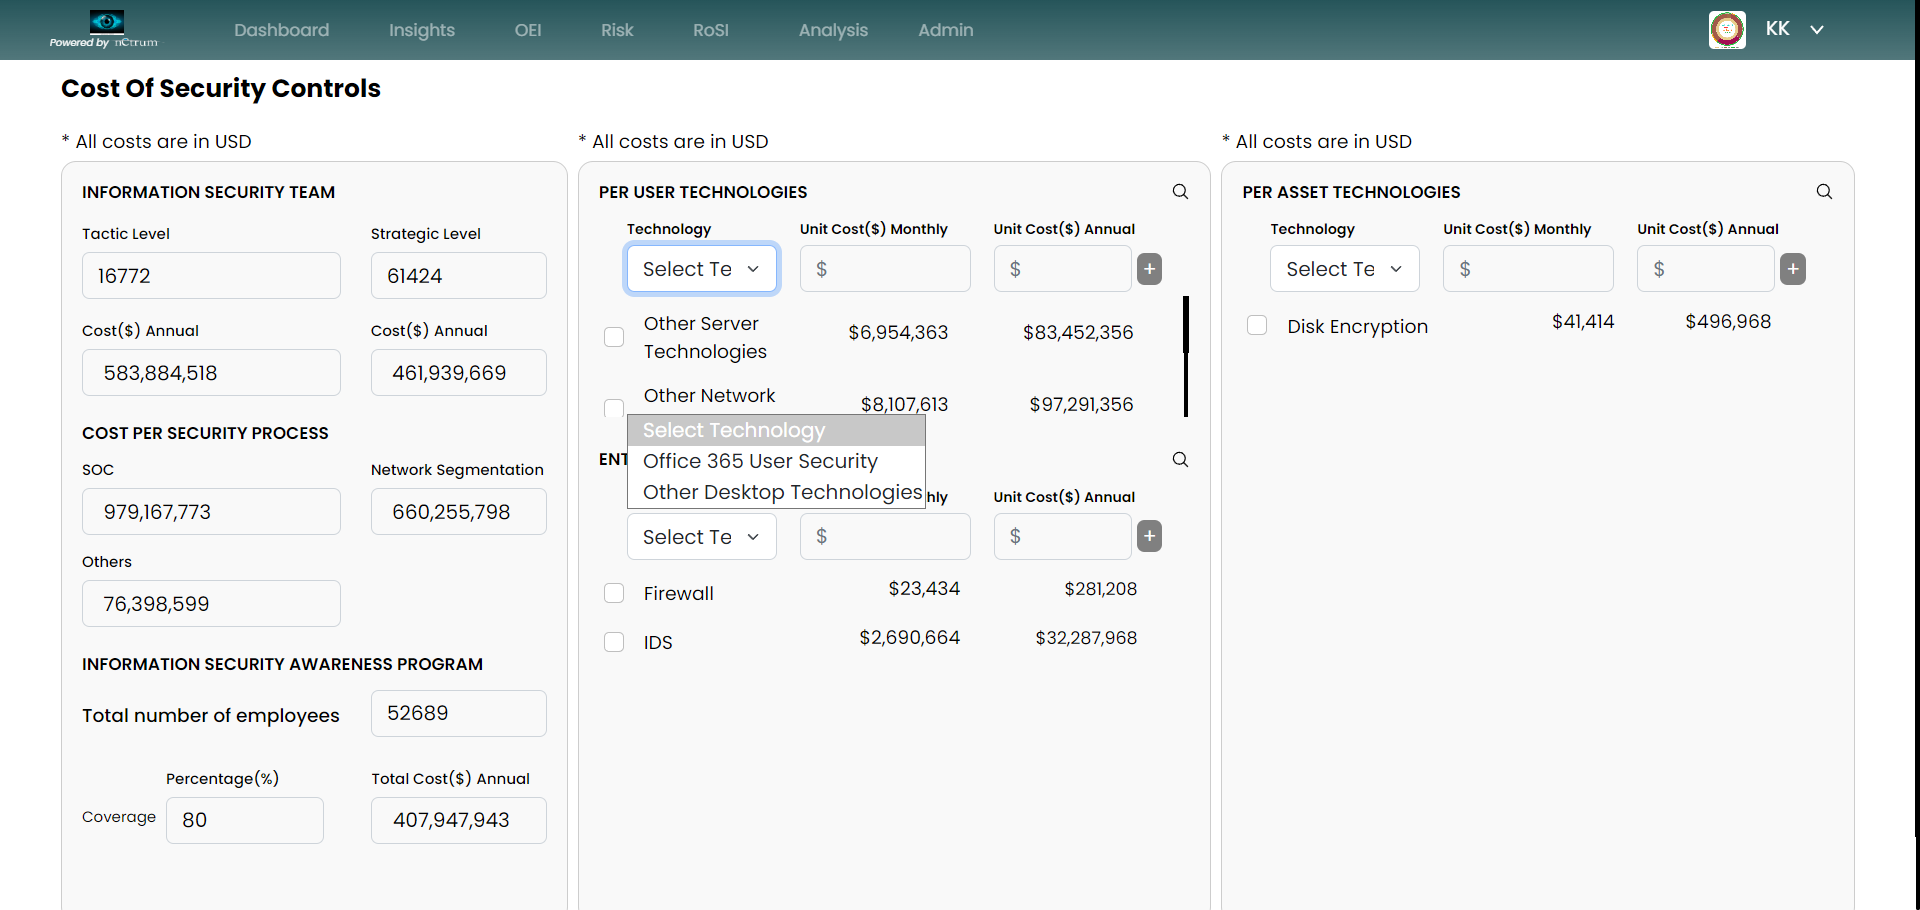 Powered by nCtrum
Dashboard
Insights
OEI
Risk
RoSI
Analysis
Admin
KK
Cost Of Security Controls
* All costs are in USD
INFORMATION SECURITY TEAM
Tactic Level
Strategic Level
16772
61424
Cost($) Annual
Cost($) Annual
583,884,518
461,939,669
COST PER SECURITY PROCESS
SOC
Network Segmentation
979,167,773
660,255,798
Others
76,398,599
INFORMATION SECURITY AWARENESS PROGRAM
Total number of employees
52689
Percentage(%)
Total Cost($) Annual
Coverage
80
407,947,943
* All costs are in USD
PER USER TECHNOLOGIES
Technology
Unit Cost($) Monthly
Unit Cost($) Annual
Select Te
$
$
+
Other Server
Technologies
$6,954,363
$83,452,356
Other Network
$8,107,613
$97,291,356
Select Technology
Office 365 User Security
Other Desktop Technologies
ENT
hly
Unit Cost($) Annual
Select Te
$
$
+
Firewall
$23,434
$281,208
IDS
$2,690,664
$32,287,968
* All costs are in USD
PER ASSET TECHNOLOGIES
Technology
Unit Cost($) Monthly
Unit Cost($) Annual
Select Te
$
$
+
Disk Encryption
$41,414
$496,968